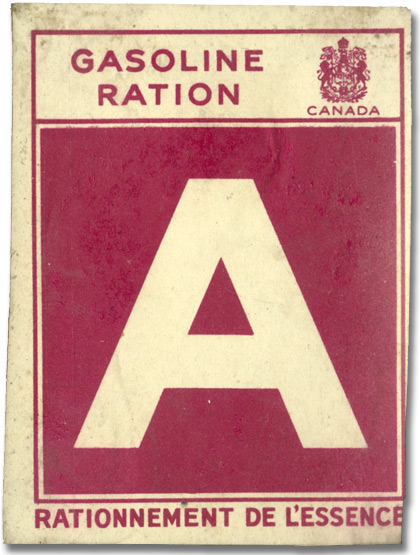 GASOLINE
RATION
CANADA
A
RATIONNEMENT DE L'ESSENCE